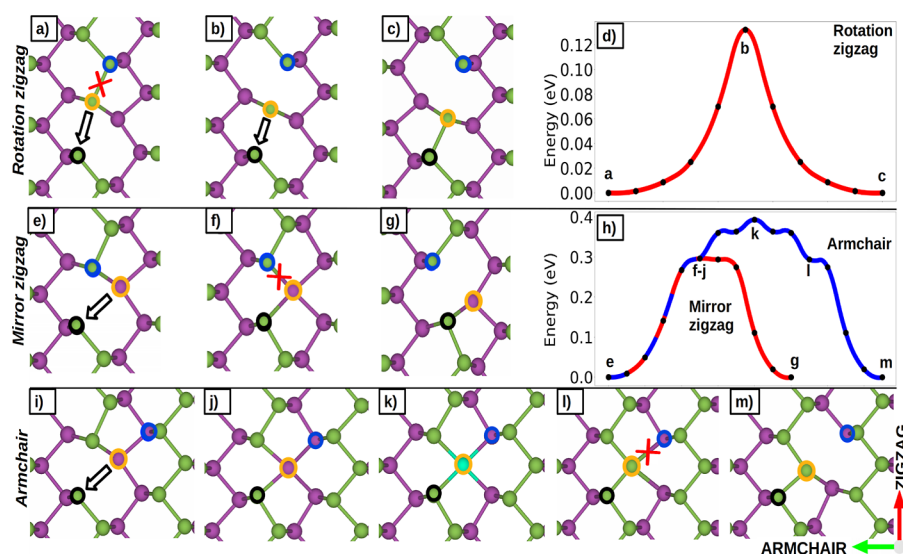 Rotation zigzag
a)
b)
c)
d)
Rotation
zigzag
Energy (eV)
0.12
0.10
0.08
0.06
0.04
0.02
0.00
a
b
c
Mirror zigzag
e)
f)
g)
h)
Armchair
Mirror
zigzag
Energy (eV)
0.4
0.3
0.2
0.1
0.0
e
f-j
k
l
g
m
Armchair
i)
j)
k)
l)
m)
ZIGZAG
ARMCHAIR